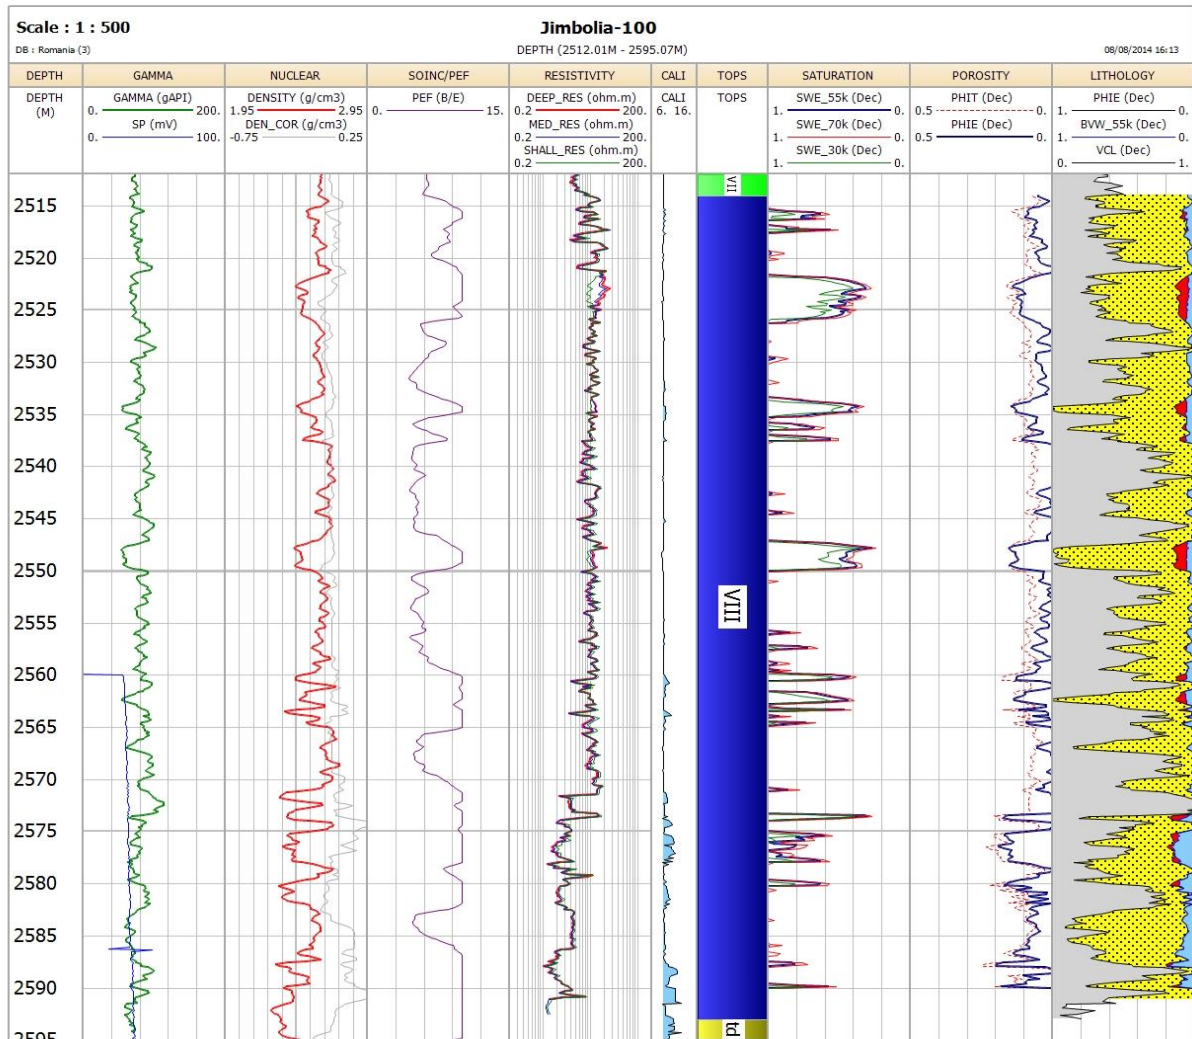 Scale : 1 : 500
Jimbolia-100
DB : Romania (3)
DEPTH (2512.01M - 2595.07M)
08/08/2014 16:13
DEPTH GAMMA NUCLEAR SOINC/PEF RESISTIVITY CALI TOPS SATURATION POROSITY LITHOLOGY
DEPTH (M)
GAMMA (gAPI)
0. 200.
SP (mV)
0. 100.
DENSITY (g/cm3)
1.95 2.95
DEN_COR (g/cm3)
-0.75 0.25
PEF (B/E)
0. 15.
DEEP_RES (ohm.m)
0.2 200.
MED_RES (ohm.m)
0.2 200.
SHALL_RES (ohm.m)
0.2 200.
CALI
6. 16.
TOPS
SWE_55k (Dec)
1. 0.
SWE_70k (Dec)
1. 0.
SWE_30k (Dec)
1. 0.
PHIT (Dec)
0.5 0.
PHIE (Dec)
0.5 0.
PHIE (Dec)
1. 0.
BVW_55k (Dec)
1. 0.
VCL (Dec)
0. 1.
VII
2515
2520
2525
2530
2535
2540
2545
2550
VIII
2555
2560
2565
2570
2575
2580
2585
2590
td
2595